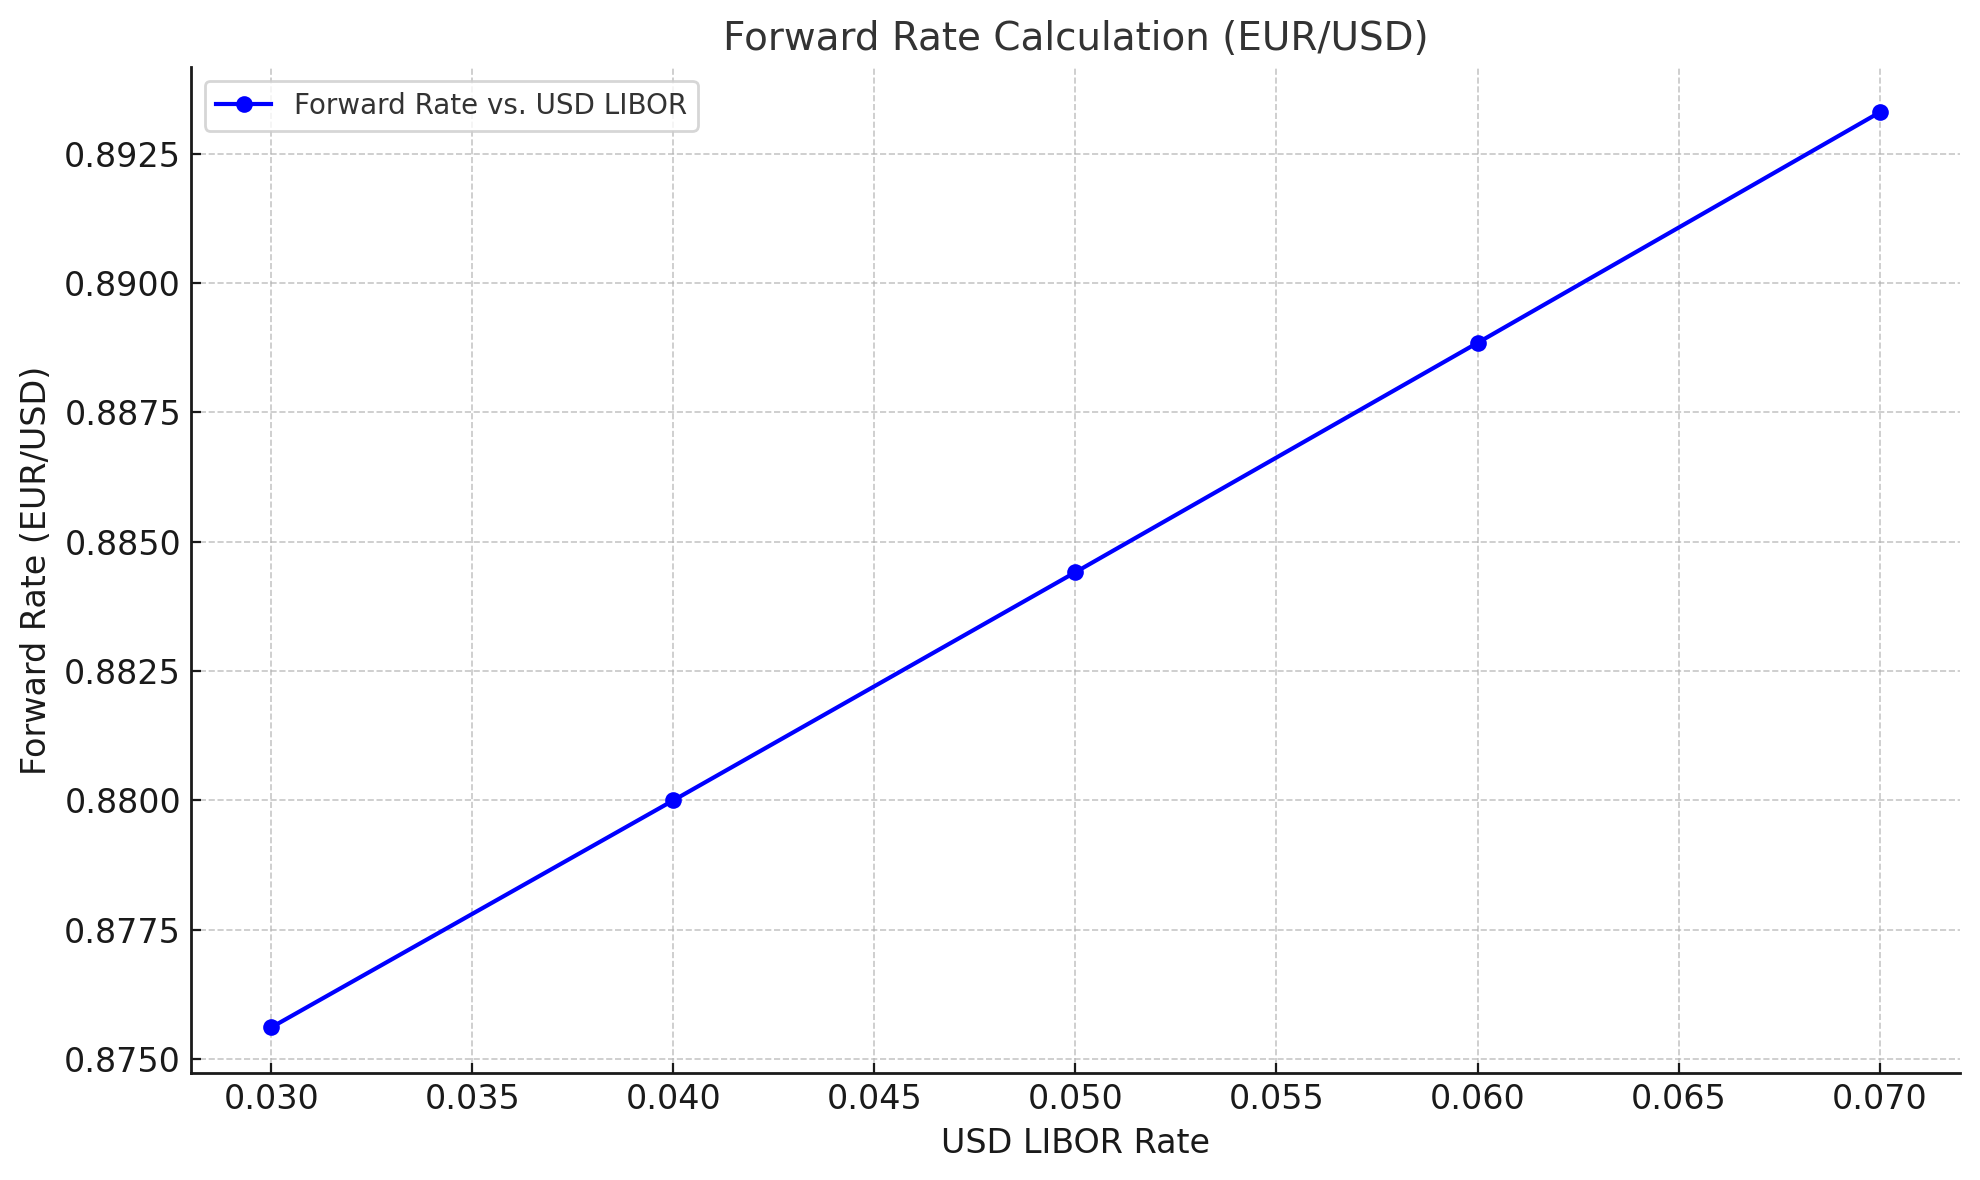 Forward Rate Calculation (EUR/USD)
Forward Rate vs. USD LIBOR
Forward Rate (EUR/USD)
0.8925
0.8900
0.8875
0.8850
0.8825
0.8800
0.8775
0.8750
0.030 0.035 0.040 0.045 0.050 0.055 0.060 0.065 0.070
USD LIBOR Rate